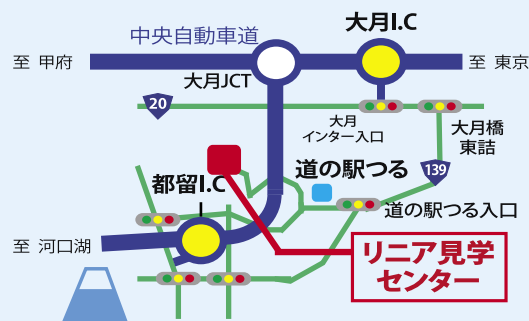 大月I.C
中央自動車道
至 甲府
至 東京
大月JCT
20
大月
インター入口
大月橋
東詰
139
道の駅つる
都留I.C
道の駅つる入口
至 河口湖
リニア見学
センター